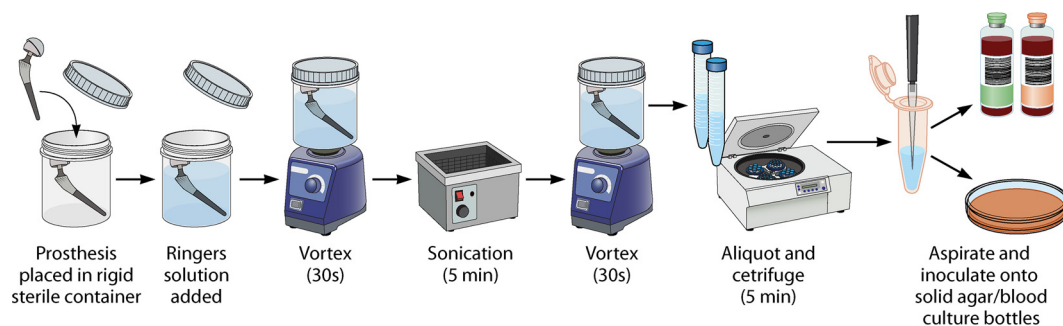 Prosthesis
placed in rigid
sterile container
Ringers
solution
added
Vortex
(30s)
Sonication
(5 min)
Vortex
(30s)
Aliquot and
cetrifuge
(5 min)
Aspirate and
inoculate onto
solid agar/blood
culture bottles